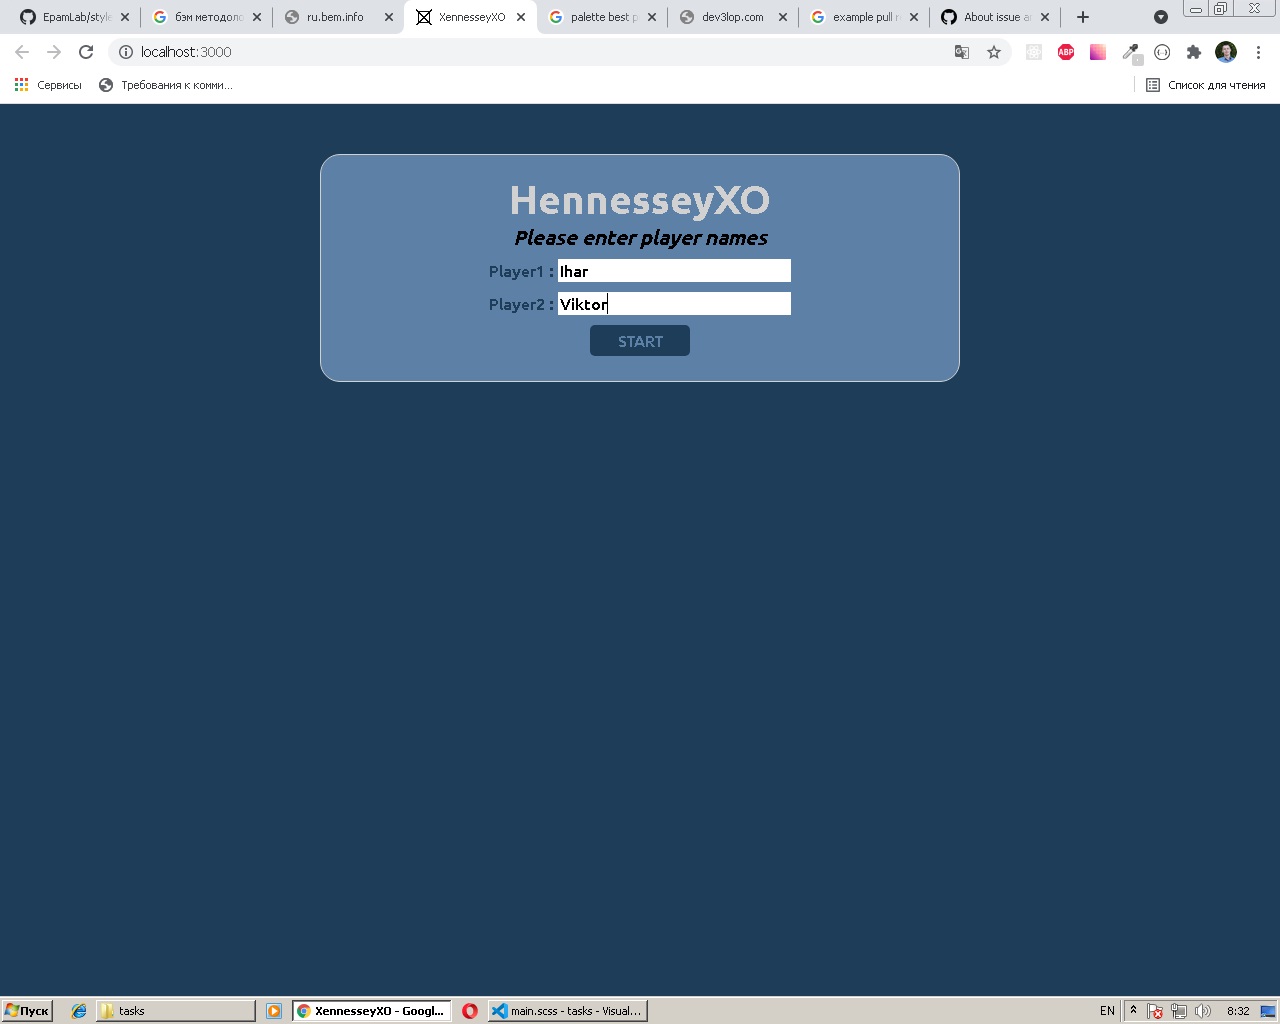 EpamLab/style
бэм методоло
ru.bem.info
XennesseyXO
palette best p
dev3lop.com
example pull r
About issue a
localhost:3000
ABP
Сервисы
Требования к комми...
Список для чтения
HennesseyXO
Please enter player names
Player1 : Ihar
Player2 : Viktor
START
Пуск
tasks
XennesseyXO - Googl...
main.scss - tasks - Visual...
EN
8:32